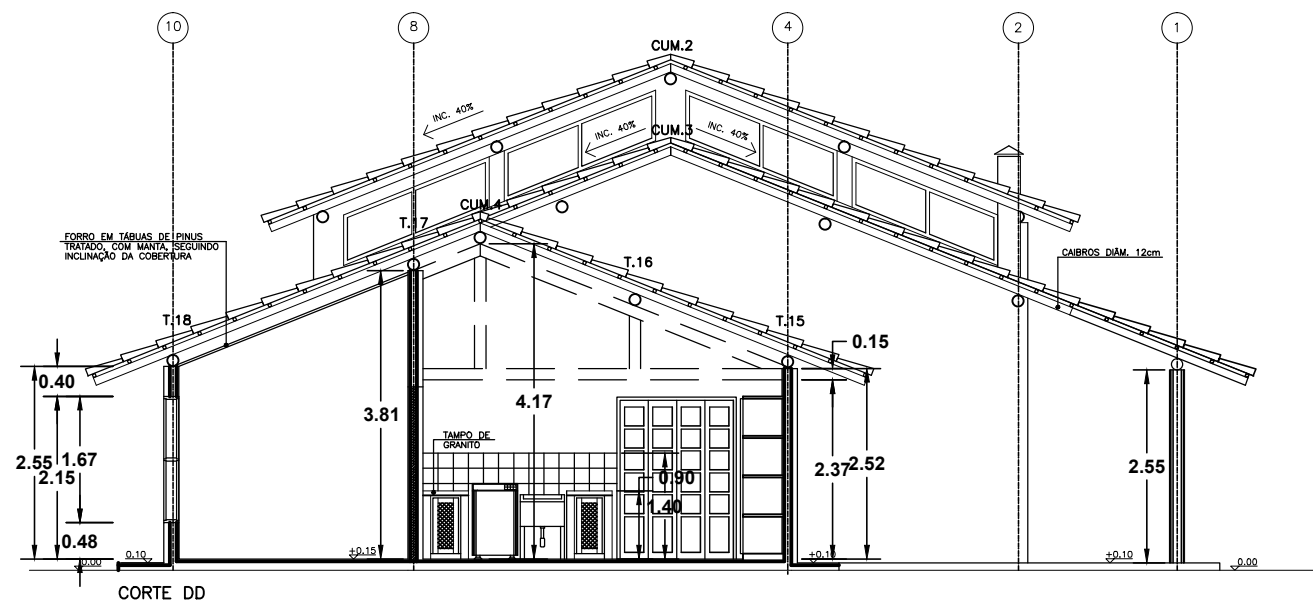 10
8
4
2
1
CUM.2
INC. 40%
INC. 40%
CUM.3
INC. 40%
CUM.4
T.17
FORRO EM TÁBUAS DE PINUS
TRATADO, COM MANTA, SEGUINDO
INCLINAÇÃO DA COBERTURA
CAIBROS DIÂM. 12cm
T.16
T.18
T.15
0.15
0.40
3.81
4.17
TAMPO DE
GRANITO
2.55
1.67
2.15
2.37
2.52
2.55
0.90
1.40
0.48
0.00
0.10
+0.15
+0.10
+0.10
0.00
CORTE DD